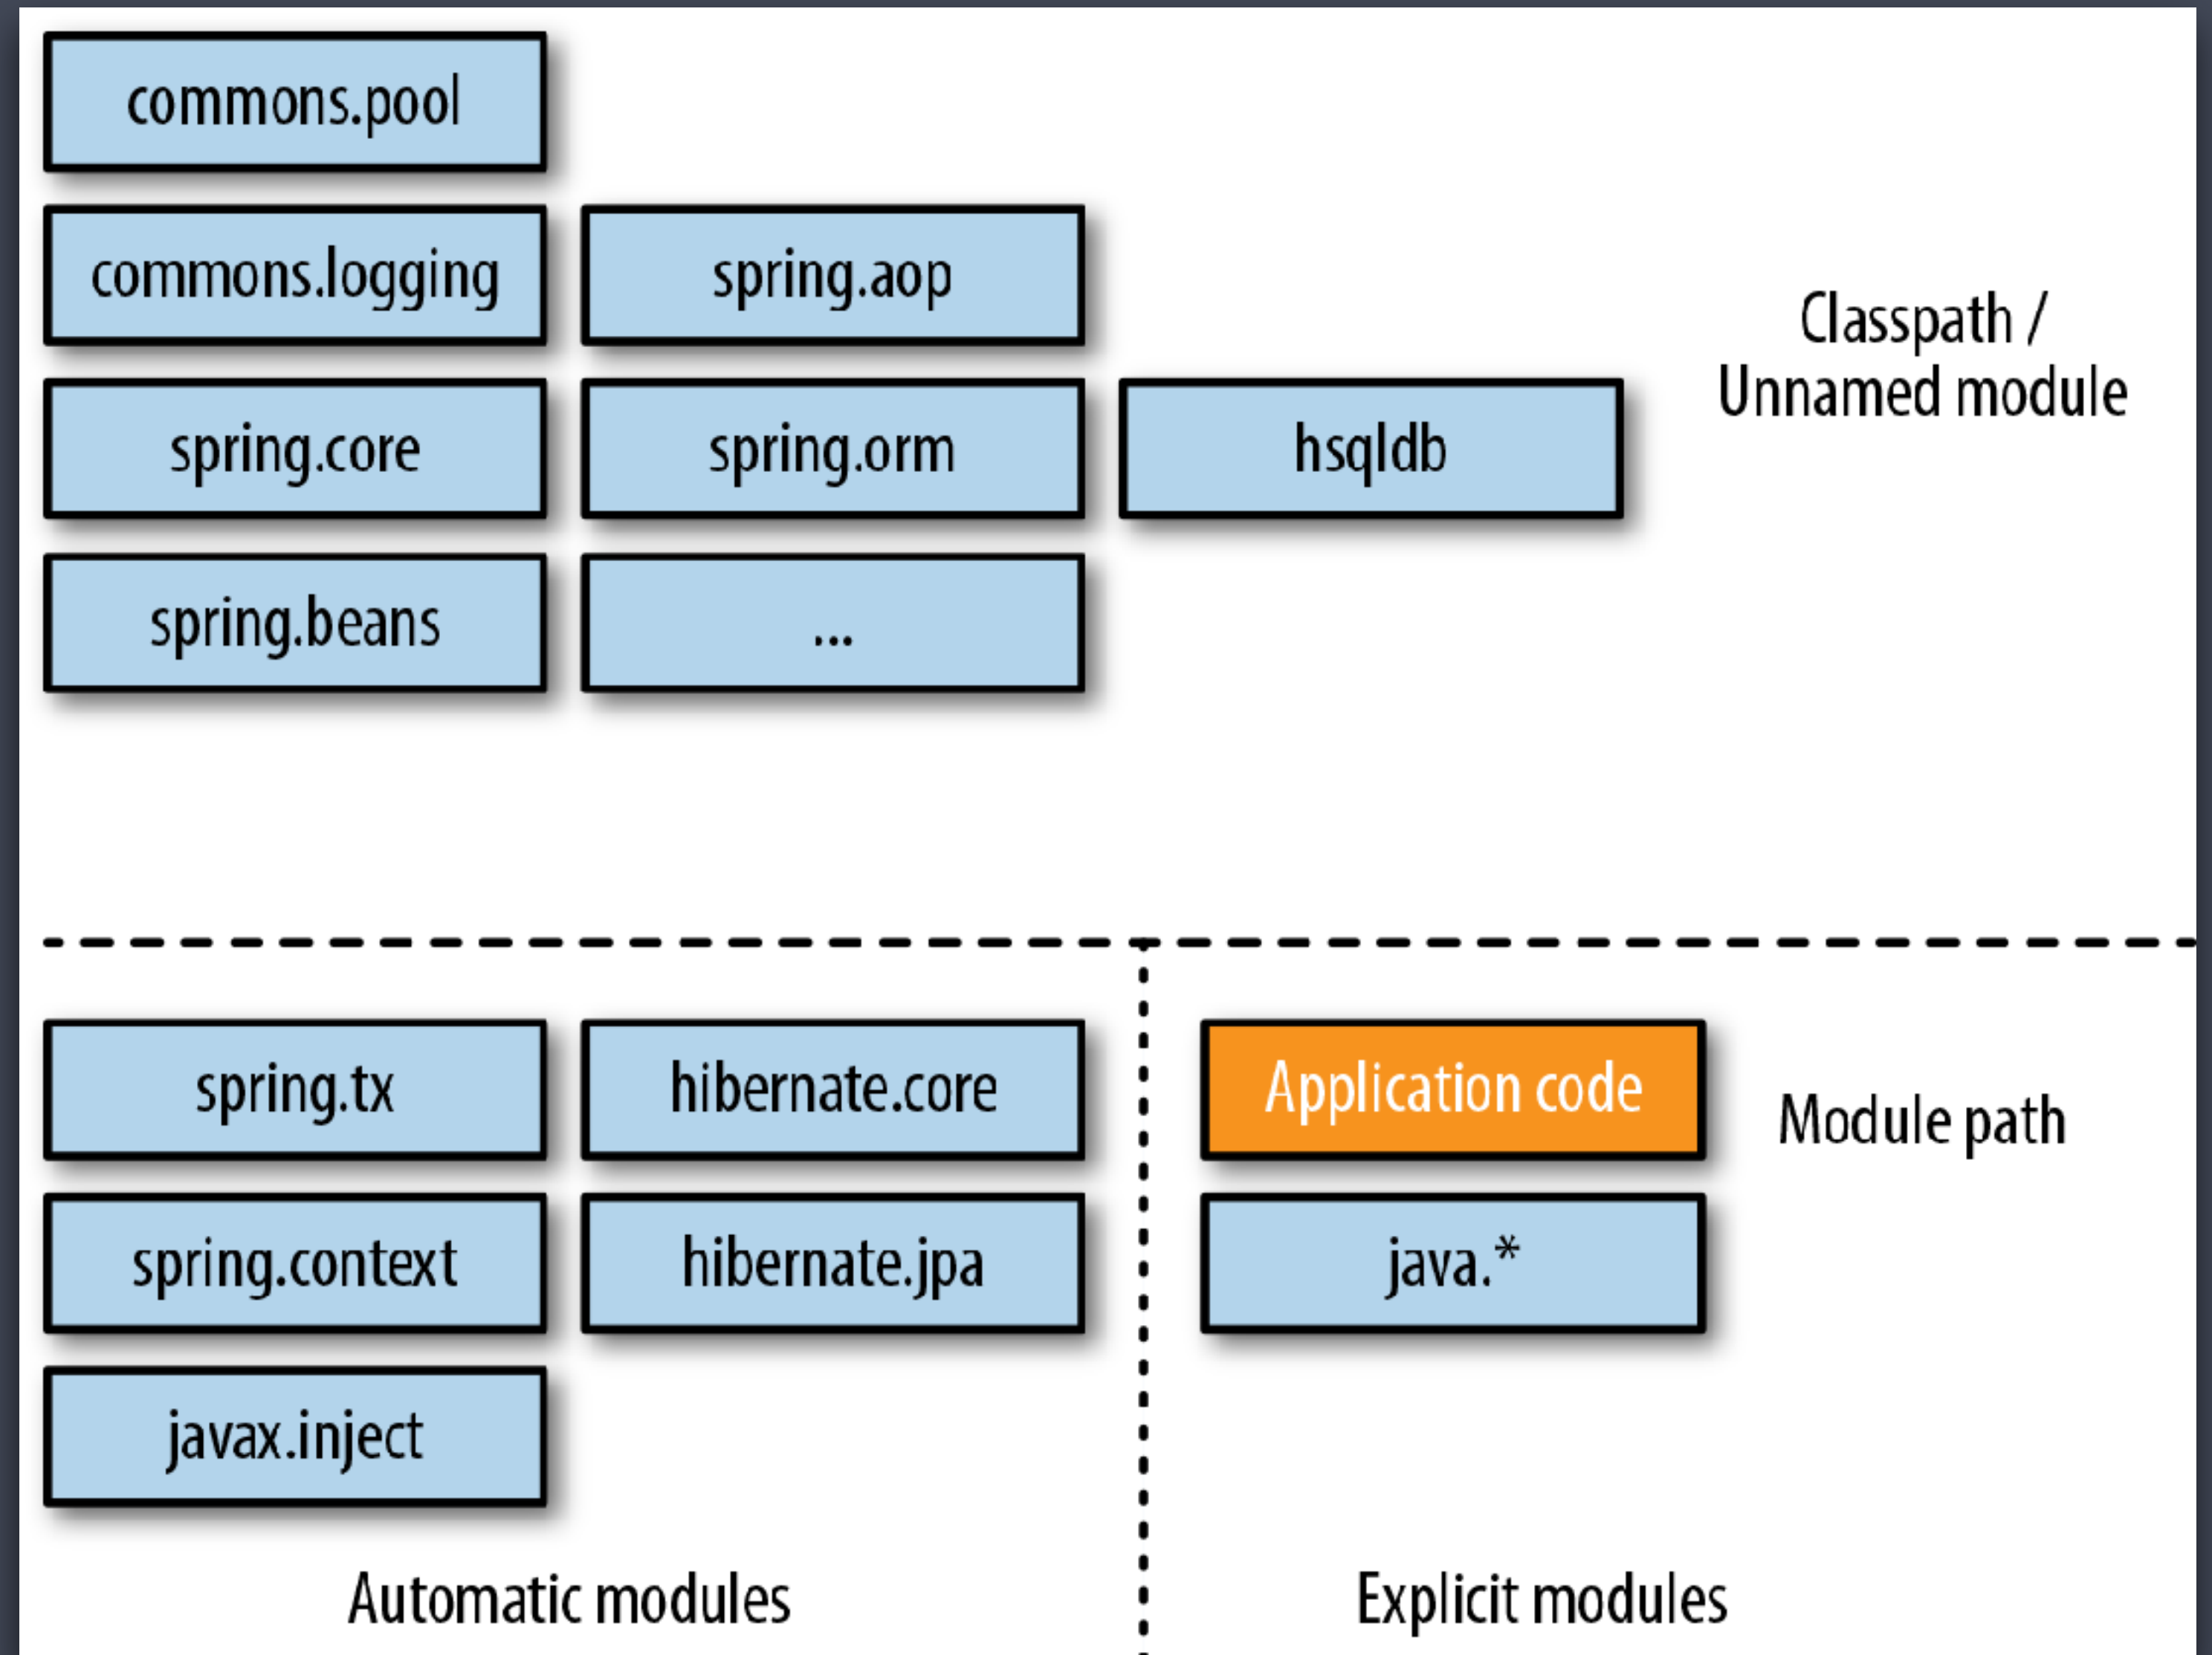 commons.pool
commons.logging
spring.aop
Classpath /
Unnamed module
spring.core
spring.orm
hsqldb
spring.beans
...
spring.tx
hibernate.core
Application code
Module path
spring.context
hibernate.jpa
java.*
javax.inject
Automatic modules
Explicit modules